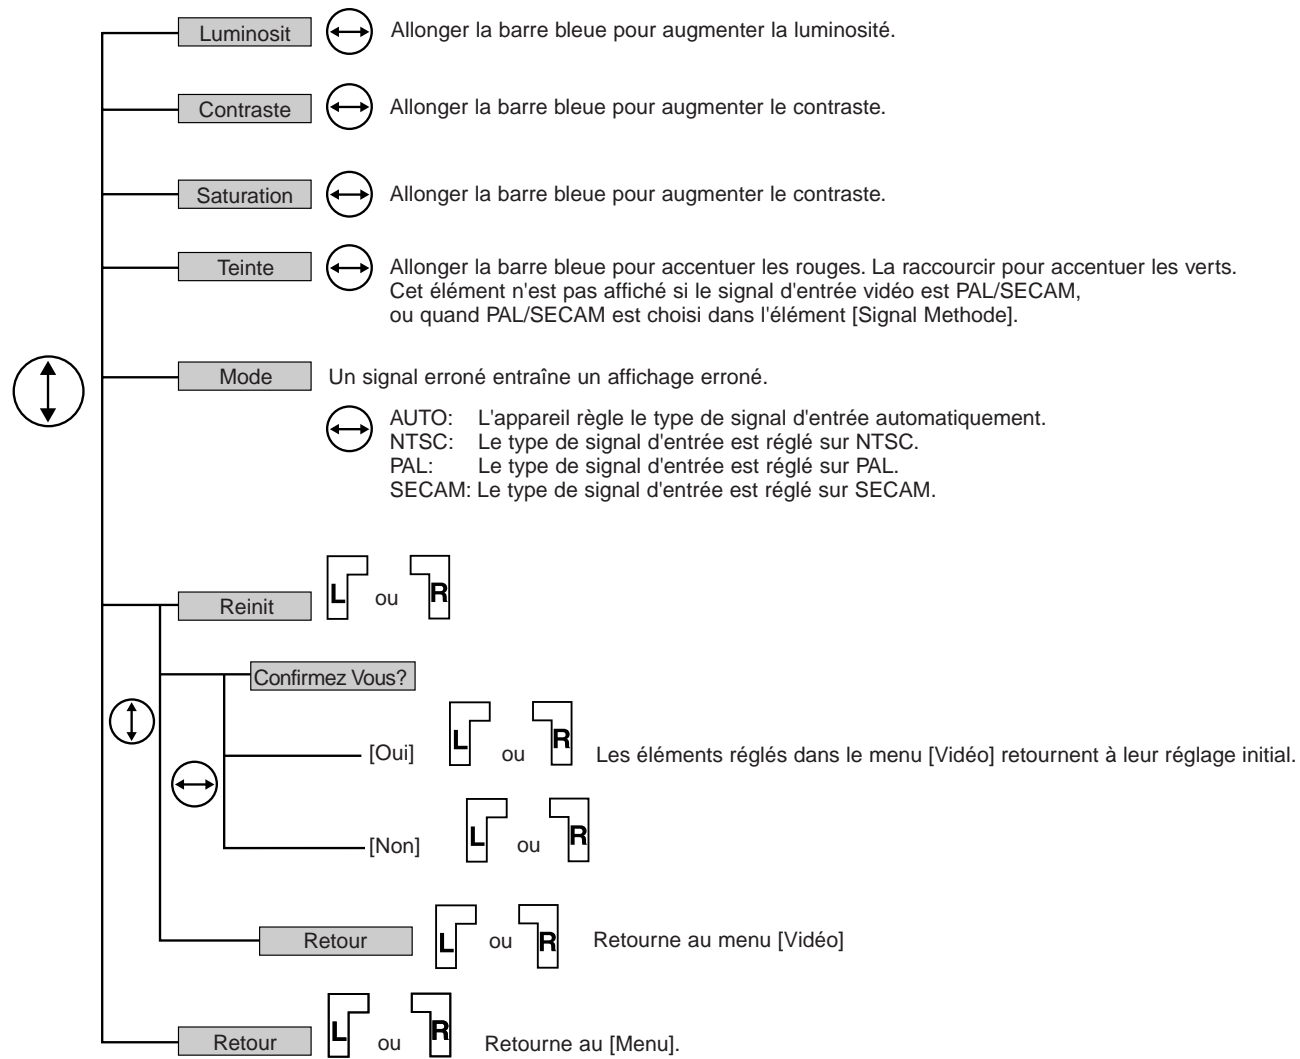 Luminosit Allonger la barre bleue pour augmenter la luminosité.
Contraste Allonger la barre bleue pour augmenter le contraste.
Saturation Allonger la barre bleue pour augmenter le contraste.
Teinte Allonger la barre bleue pour accentuer les rouges. La raccourcir pour accentuer les verts.
Cet élément n'est pas affiché si le signal d'entrée vidéo est PAL/SECAM,
ou quand PAL/SECAM est choisi dans l'élément [Signal Methode].
Mode Un signal erroné entraîne un affichage erroné.
AUTO: L'appareil règle le type de signal d'entrée automatiquement.
NTSC: Le type de signal d'entrée est réglé sur NTSC.
PAL: Le type de signal d'entrée est réglé sur PAL.
SECAM: Le type de signal d'entrée est réglé sur SECAM.
Reinit L ou R
Confirmez Vous?
[Oui] L ou R Les éléments réglés dans le menu [Vidéo] retournent à leur réglage initial.
[Non] L ou R
Retour L ou R Retourne au menu [Vidéo]
Retour L ou R Retourne au [Menu].